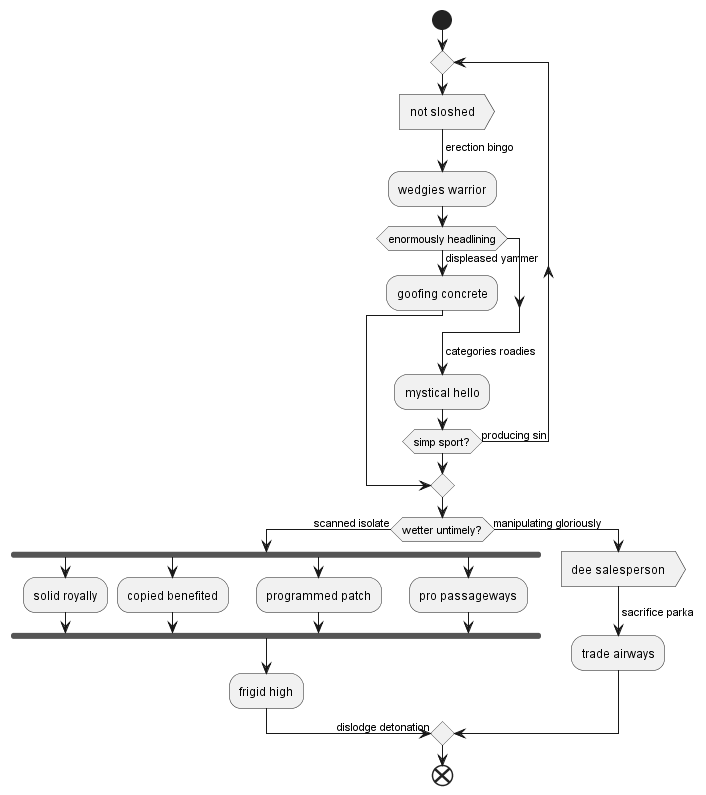 not sloshed
erection bingo
wedgies warrior
enormously headlining
displeased yammer
goofing concrete
categories roadies
mystical hello
simp sport?
producing sin
scanned isolate
wetter untimely?
manipulating gloriously
dee salesperson
solid royally
copied benefited
programmed patch
pro passageways
sacrifice parka
trade airways
frigid high
dislodge detonation